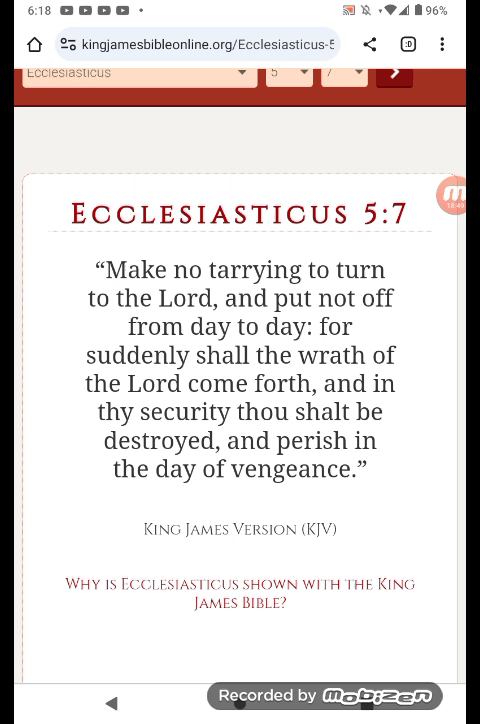 6:18
96%
kingjamesbibleonline.org/Ecclesiasticus-5
:D
Ecclesiasticus 5 7
18:49
Ecclesiasticus 5:7
“Make no tarrying to turn
to the Lord, and put not off
from day to day: for
suddenly shall the wrath of
the Lord come forth, and in
thy security thou shalt be
destroyed, and perish in
the day of vengeance.”
King James Version (KJV)
Why is Ecclesiasticus shown with the King
James Bible?
Recorded by mobizen